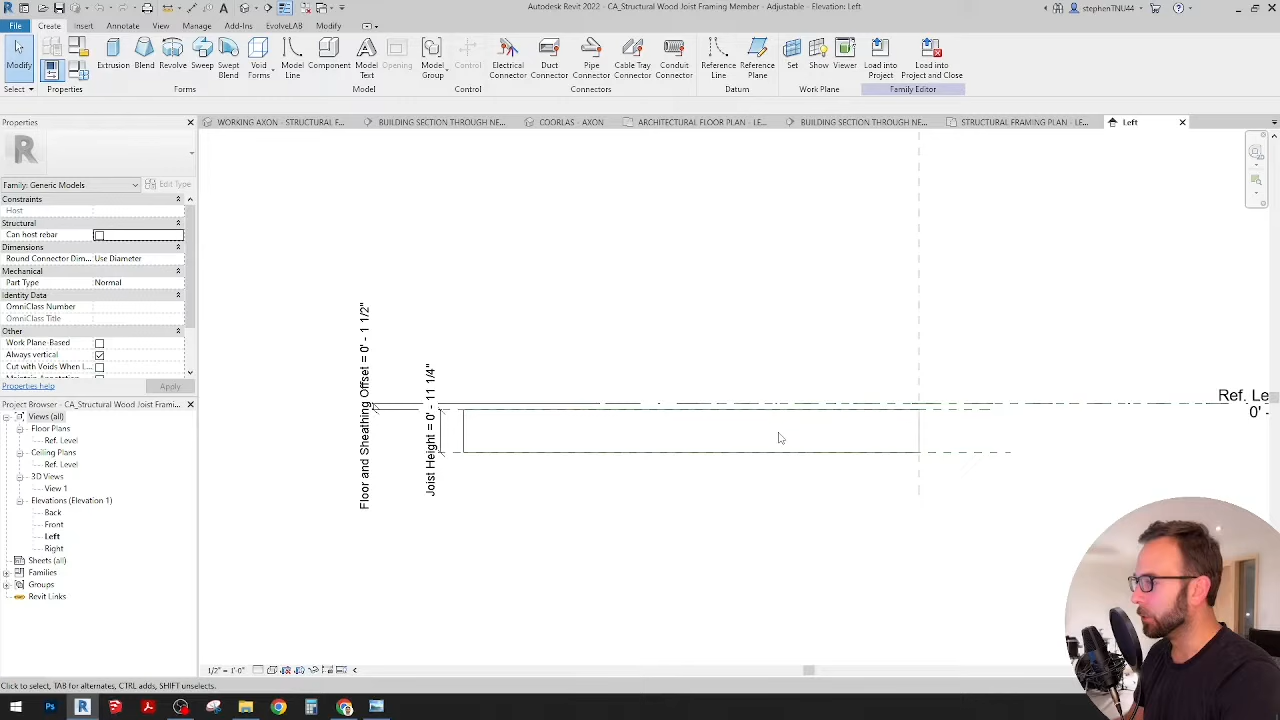 Autodesk Revit 2022 - CA_Structural Wood Joist Framing Member - Adjustable - Elevation: Left
stephenTNU44
File
Create
Insert
Annotate
View
Manage
Add-Ins
EvolveLAB
Modify
Modify
Extrusion
Blend
Revolve
Sweep
Swept Blend
Void Forms
Model Line
Component
Model Text
Opening
Model Group
Control
Electrical Connector
Duct Connector
Pipe Connector
Cable Tray Connector
Conduit Connector
Reference Line
Reference Plane
Set
Show
Viewer
Load into Project
Load into Project and Close
Select
Properties
Forms
Model
Control
Connectors
Datum
Work Plane
Family Editor
Properties
WORKING AXON - STRUCTURAL F...
BUILDING SECTION THROUGH NE...
COORLAS - AXON
ARCHITECTURAL FLOOR PLAN - LE...
BUILDING SECTION THROUGH NE...
STRUCTURAL FRAMING PLAN - LE...
Left
Family: Generic Models
Edit Type
Constraints
Host
Structural
Can host rebar
Dimensions
Round Connector Dim... Use Diameter
Mechanical
Part Type Normal
Identity Data
OmniClass Number
OmniClass Title
Other
Work Plane-Based
Always vertical
Cut with Voids When L...
Properties help
Apply
Project Browser - CA_Structural Wood Joist Framing...
Views (all)
Floor Plans
Ref. Level
Ceiling Plans
Ref. Level
3D Views
View 1
Elevations (Elevation 1)
Back
Front
Left
Right
Sheets (all)
Families
Groups
Revit Links
Floor and Sheathing Offset = 0' - 1 1/2"
Joist Height = 0' - 11 1/4"
Ref. Le
0' -
1/2" = 1'-0"
Click to select, TAB for alternates, CTRL adds, SHIFT unselects.